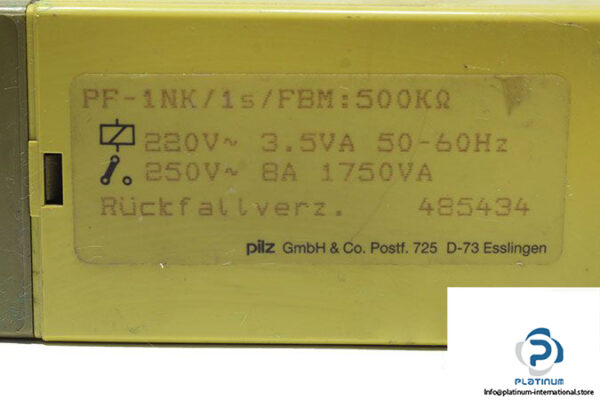 PF-1NK/1s/FBM:500KΩ
220V~ 3.5VA 50-60Hz
250V~ 8A 1750VA
Rückfallverz. 485434
pilz GmbH & Co. Postf. 725 D-73 Esslingen
PLATINUM
Info@platinum-international.store